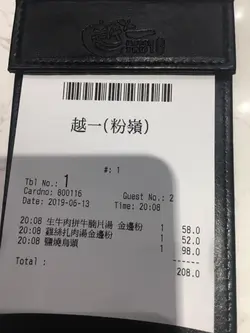 越一(粉嶺)
#: 1
Tbl No.: 1
Cardno: 800116 Guest No.: 2
Date: 2019-06-13 Time: 20:08
20:08 生牛肉拼牛腩片湯 金邊粉 1 58.0
20:08 雞絲扎肉湯金邊粉 1 52.0
20:08 鹽燒烏頭 1 98.0
Total : 208.0